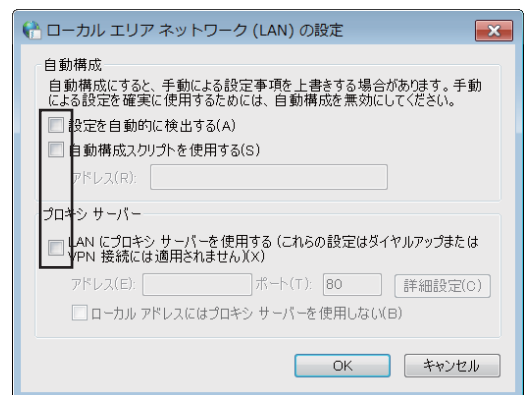 ローカル エリア ネットワーク (LAN) の設定
自動構成
自動構成にすると、手動による設定事項を上書きする場合があります。手動
による設定を確実に使用するためには、自動構成を無効にしてください。
設定を自動的に検出する(A)
自動構成スクリプトを使用する(S)
アドレス(R):
プロキシ サーバー
LAN にプロキシ サーバーを使用する (これらの設定はダイヤルアップまたは
VPN 接続には適用されません)(X)
アドレス(E): ポート(T): 80 詳細設定(C)
ローカル アドレスにはプロキシ サーバーを使用しない(B)
OK キャンセル